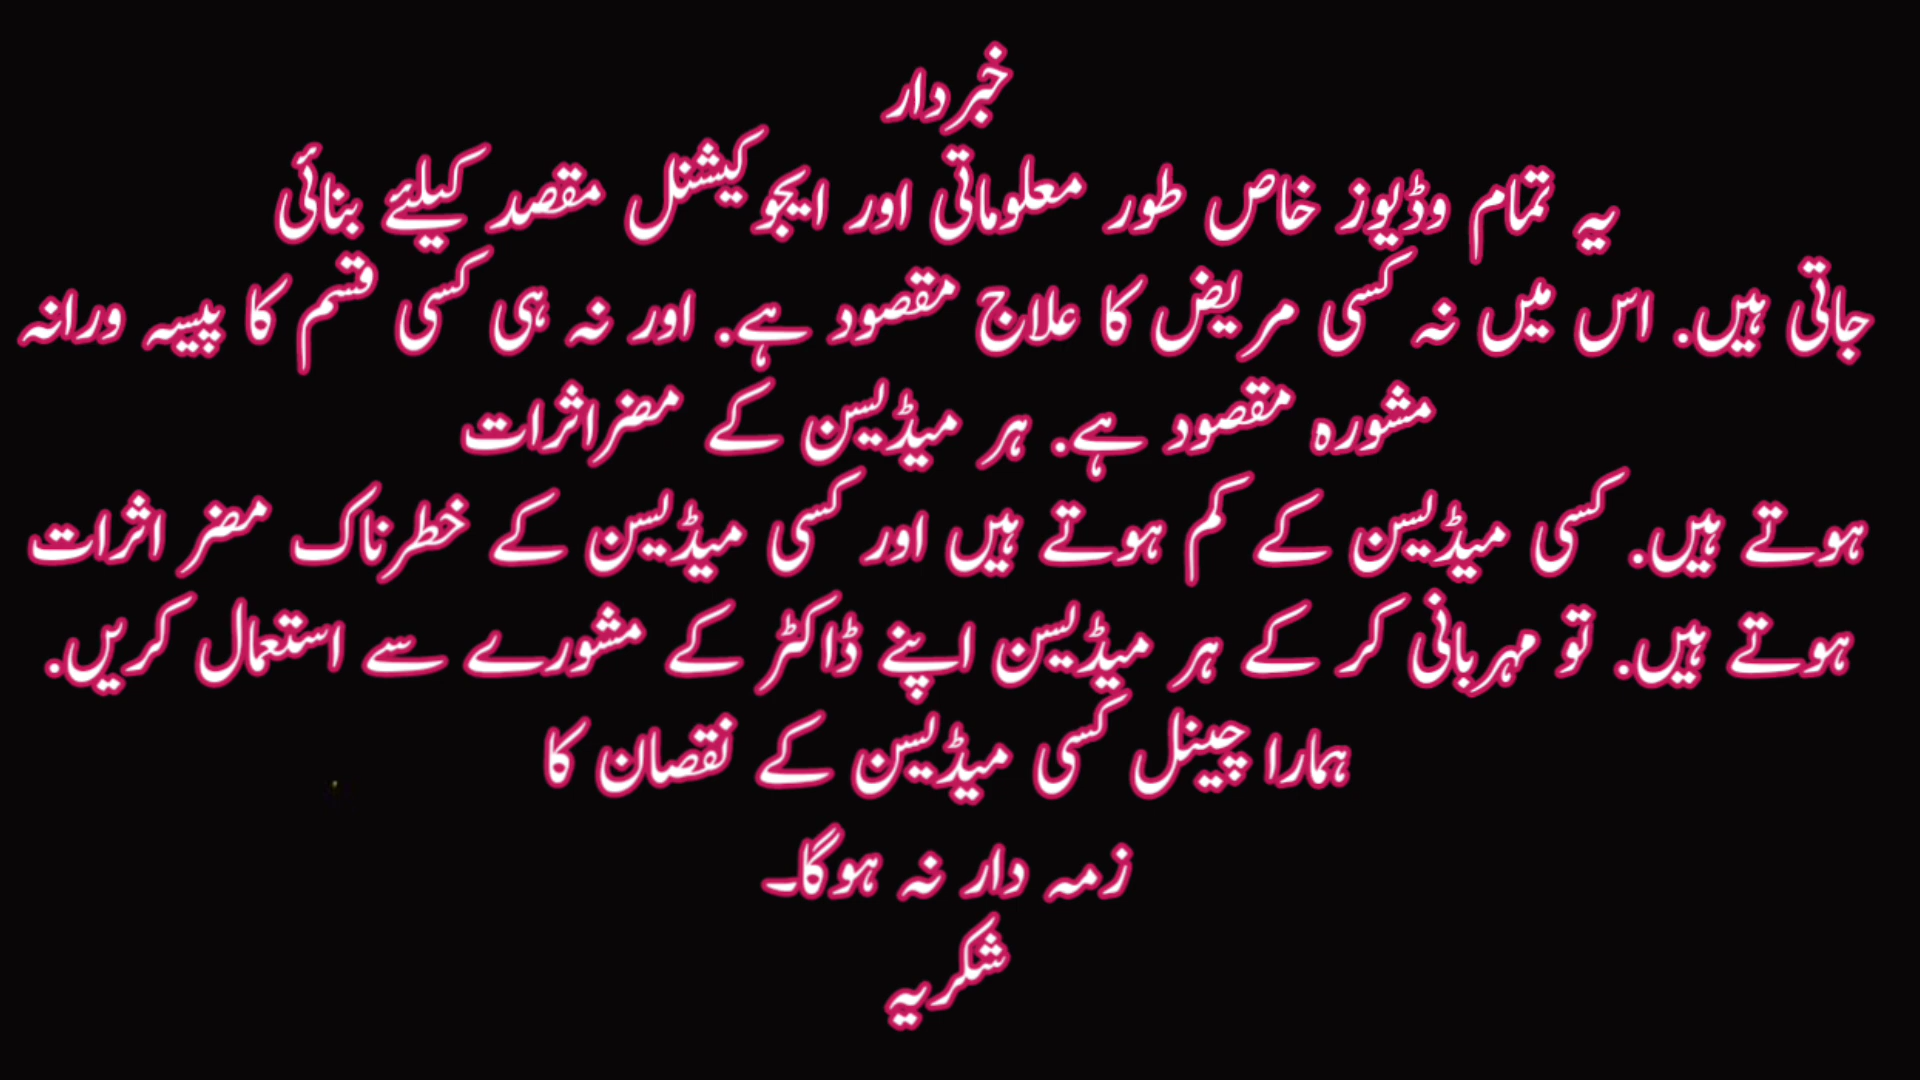 خبردار
یہ تمام وڈیوز خاص طور معلوماتی اور ایجوکیشنل مقصد کیلئے بنائی
جاتی ہیں. اس میں نہ کسی مریض کا علاج مقصود ہے. اور نہ ہی کسی قسم کا پیسہ ورانہ
مشورہ مقصود ہے. ہر میڈیسن کے مضراثرات
ہوتے ہیں. کسی میڈیسن کے کم ہوتے ہیں اور کسی میڈیسن کے خطرناک مضر اثرات
ہوتے ہیں. تو مہربانی کر کے ہر میڈیسن اپنے ڈاکٹر کے مشورے سے استعمال کریں.
ہمارا چینل کسی میڈیسن کے نقصان کا
زمہ دار نہ ہوگا۔
شکریہ